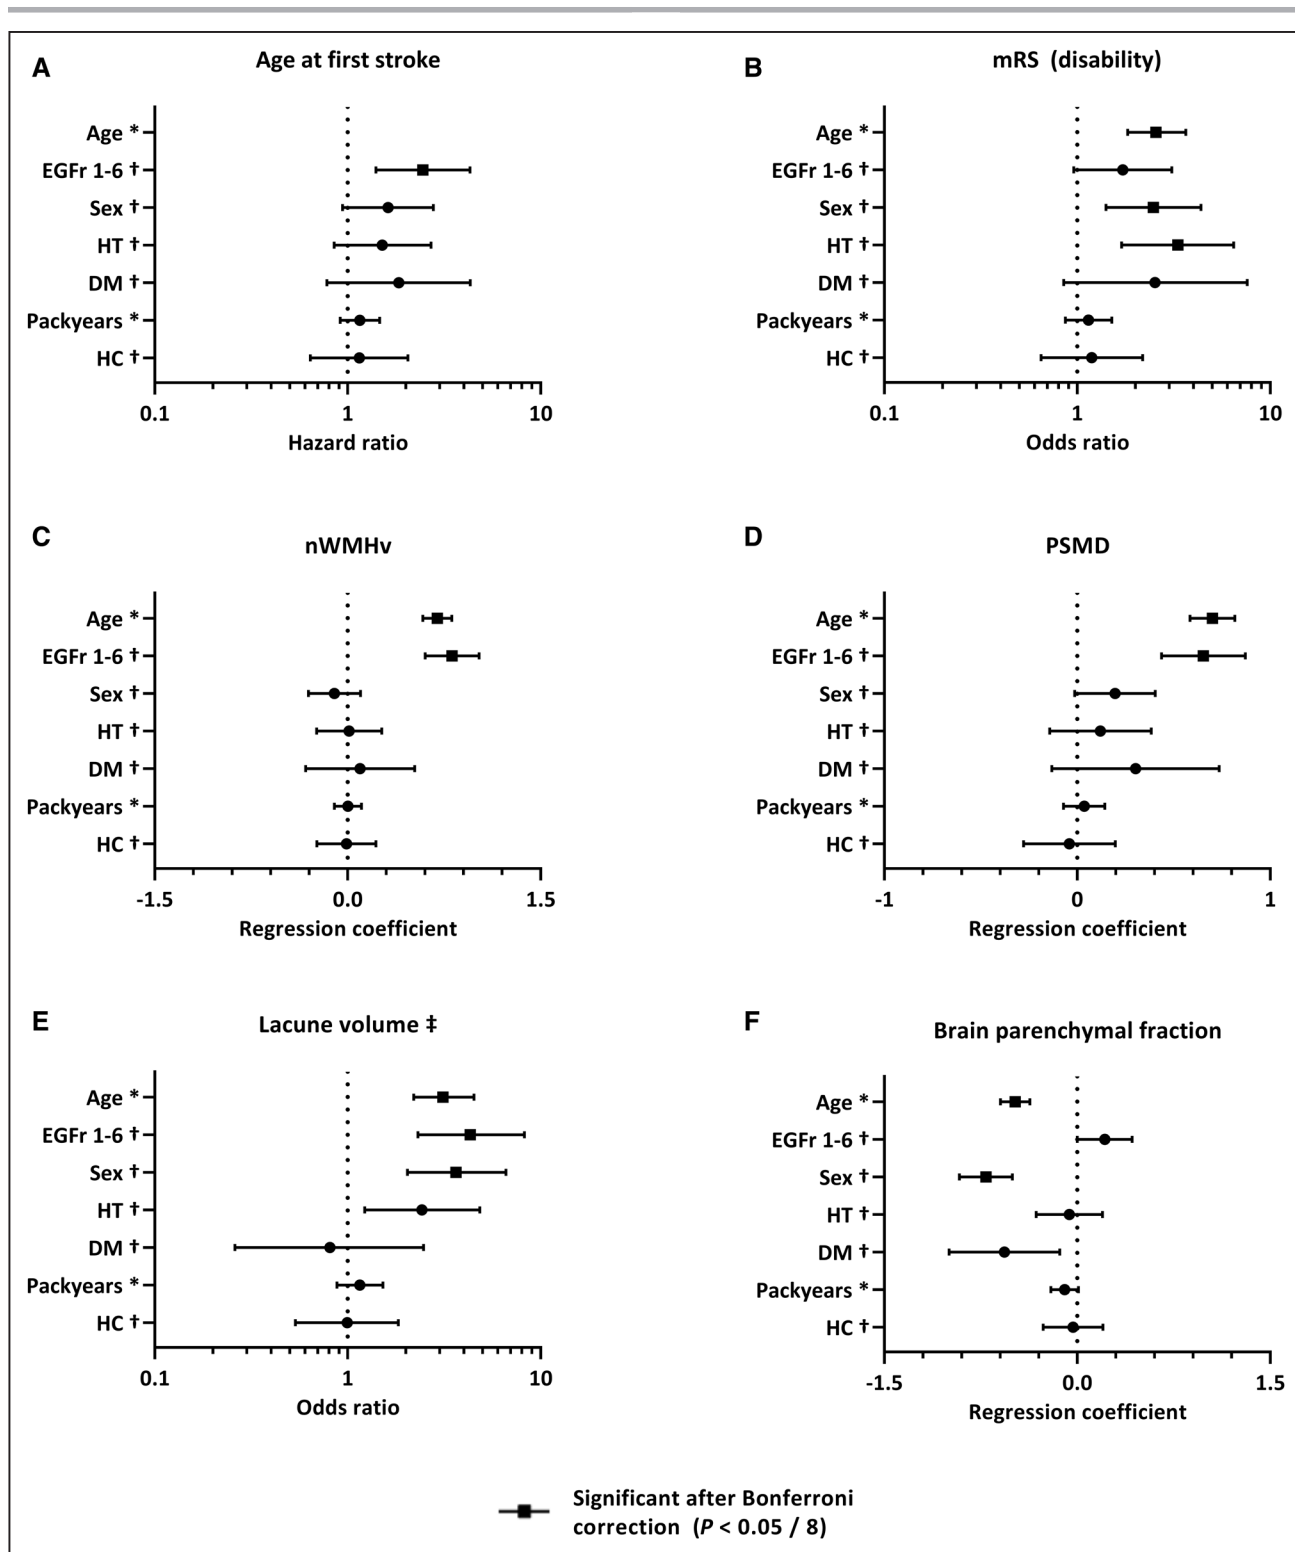 A
Age at first stroke
Age *
EGFr 1-6 †
Sex †
HT †
DM †
Packyears *
HC †
0.1 1 10
Hazard ratio
B
mRS (disability)
Age *
EGFr 1-6 †
Sex †
HT †
DM †
Packyears *
HC †
0.1 1 10
Odds ratio
C
nWMHv
Age *
EGFr 1-6 †
Sex †
HT †
DM †
Packyears *
HC †
-1.5 0.0 1.5
Regression coefficient
D
PSMD
Age *
EGFr 1-6 †
Sex †
HT †
DM †
Packyears *
HC †
-1 0 1
Regression coefficient
E
Lacune volume ‡
Age *
EGFr 1-6 †
Sex †
HT †
DM †
Packyears *
HC †
0.1 1 10
Odds ratio
F
Brain parenchymal fraction
Age *
EGFr 1-6 †
Sex †
HT †
DM †
Packyears *
HC †
-1.5 0.0 1.5
Regression coefficient
Significant after Bonferroni
correction (P < 0.05 / 8)